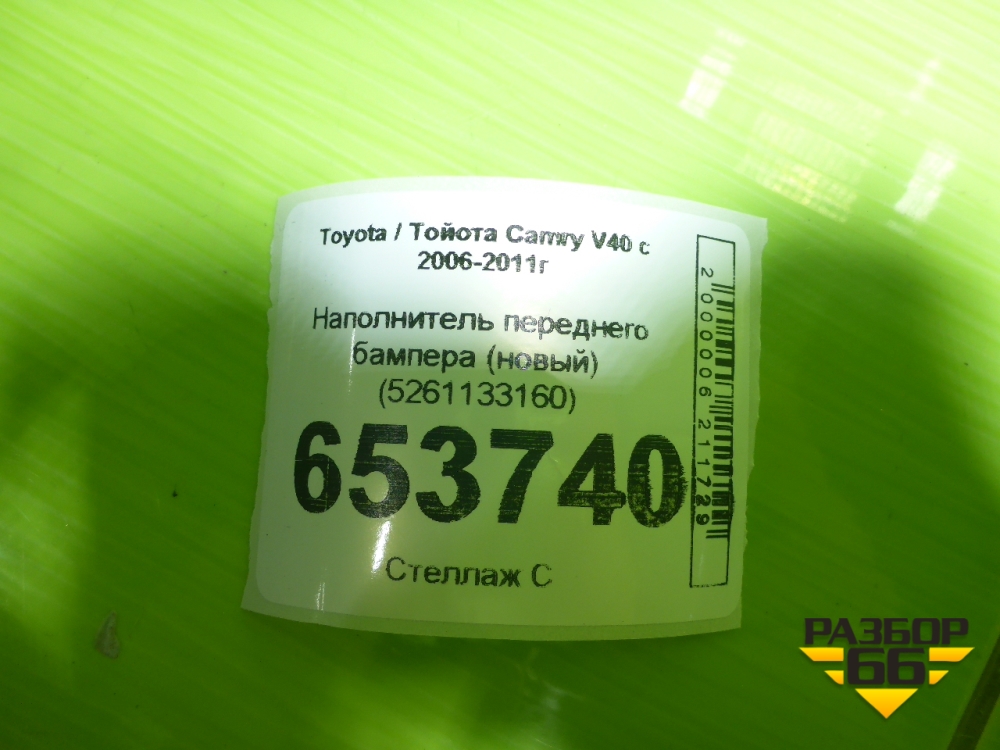 Toyota / Тойота Camry V40 с
2006-2011г
Наполнитель переднего
бампера (новый)
(5261133160)
653740
Стеллаж С
2000006211729
РАЗБОР
66